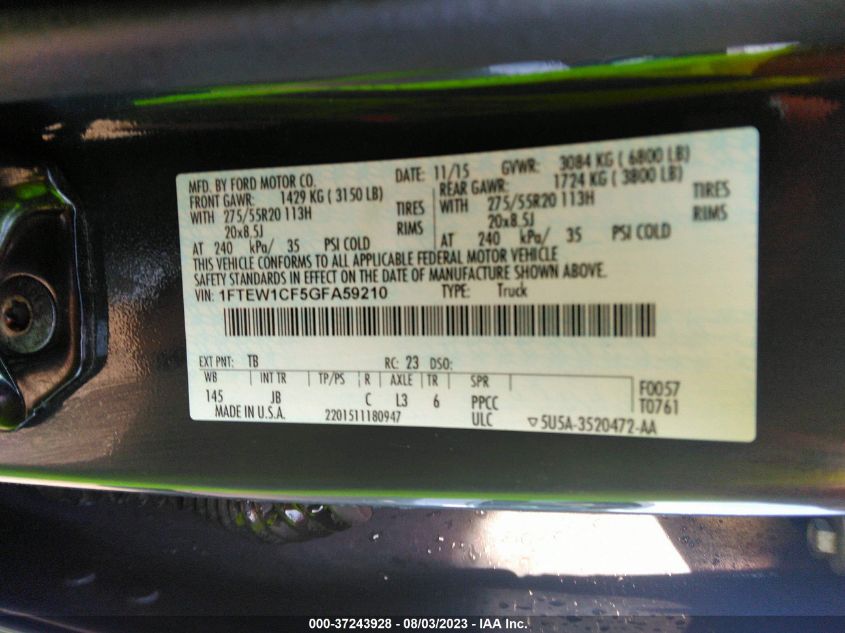 MFD. BY FORD MOTOR CO. DATE: 11/15 GVWR: 3084 KG ( 6800 LB)
FRONT GAWR: 1429 KG ( 3150 LB) REAR GAWR: 1724 KG ( 3800 LB)
WITH 275/55R20 113H TIRES WITH 275/55R20 113H TIRES
20x8.5J RIMS 20x8.5J RIMS
AT 240 kPa/ 35 PSI COLD AT 240 kPa/ 35 PSI COLD
THIS VEHICLE CONFORMS TO ALL APPLICABLE FEDERAL MOTOR VEHICLE
SAFETY STANDARDS IN EFFECT ON THE DATE OF MANUFACTURE SHOWN ABOVE.
VIN: 1FTEW1CF5GFA59210 TYPE: Truck
EXT PNT: TB RC: 23 DSO:
WB INT TR TP/PS R AXLE TR SPR F0057
145 JB C L3 6 PPCC T0761
MADE IN U.S.A. 2201511180947 ULC ▽ 5U5A-3520472-AA
000-37243928 - 08/03/2023 - IAA Inc.